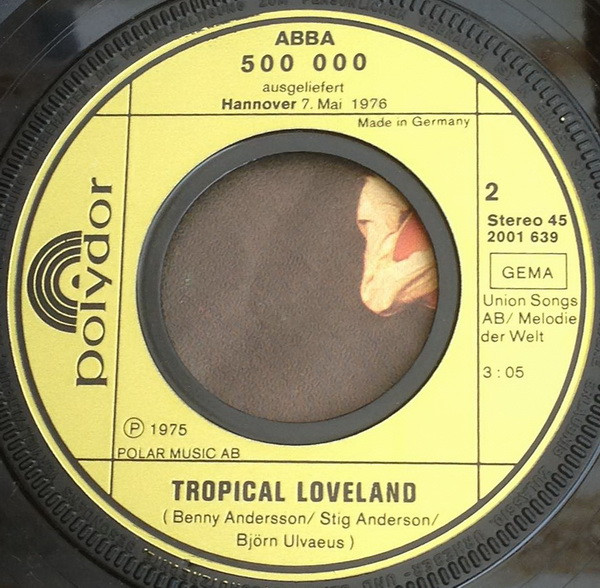 ABBA
500 000
ausgeliefert
Hannover 7. Mai 1976
Made in Germany
polydor
2
Stereo 45
2001 639
GEMA
Union Songs
AB/ Melodie
der Welt
3 : 05
Ⓟ 1975
POLAR MUSIC AB
TROPICAL LOVELAND
( Benny Andersson/ Stig Anderson/
Björn Ulvaeus )